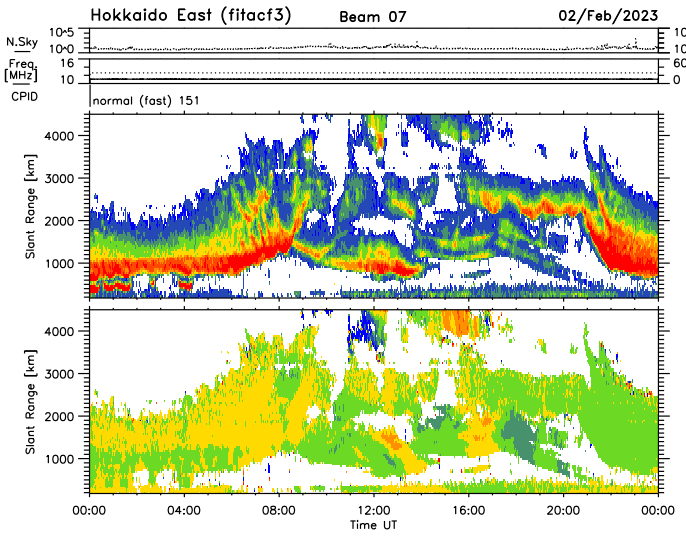 Hokkaido East (fitacf3) Beam 07 02/Feb/2023
N.Sky 10^5 10^0
Freq. [MHz] 16 10 60 0
CPID normal (fast) 151
Slant Range [km] 4000 3000 2000 1000
Slant Range [km] 4000 3000 2000 1000
00:00 04:00 08:00 12:00 16:00 20:00 00:00
Time UT